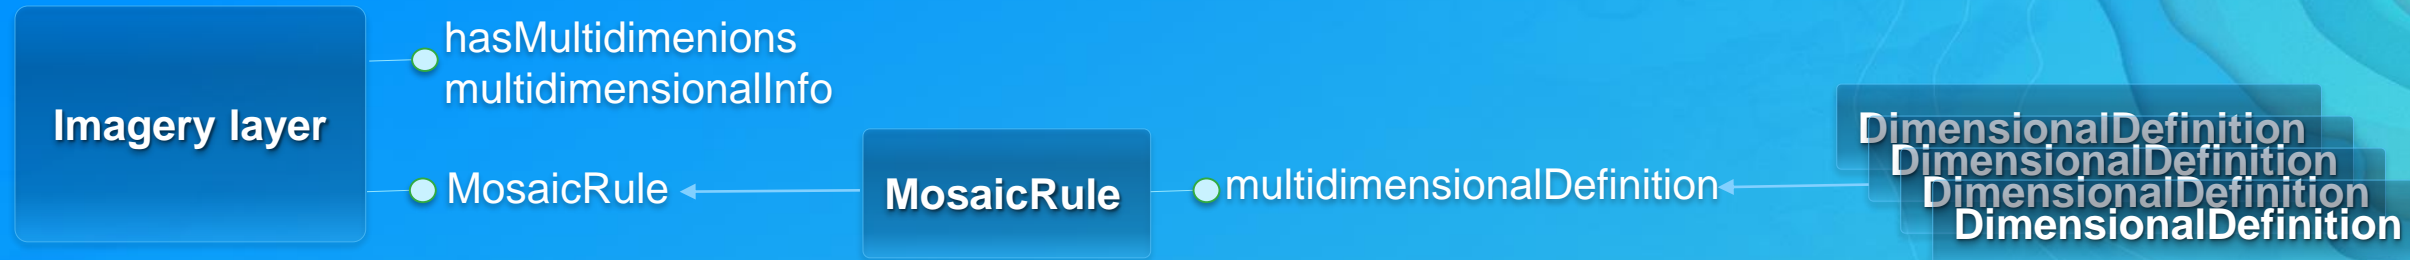 Imagery layer
hasMultidimenions
multidimensionalInfo
MosaicRule
MosaicRule
multidimensionalDefinition
DimensionalDefinition
DimensionalDefinition
DimensionalDefinition
DimensionalDefinition